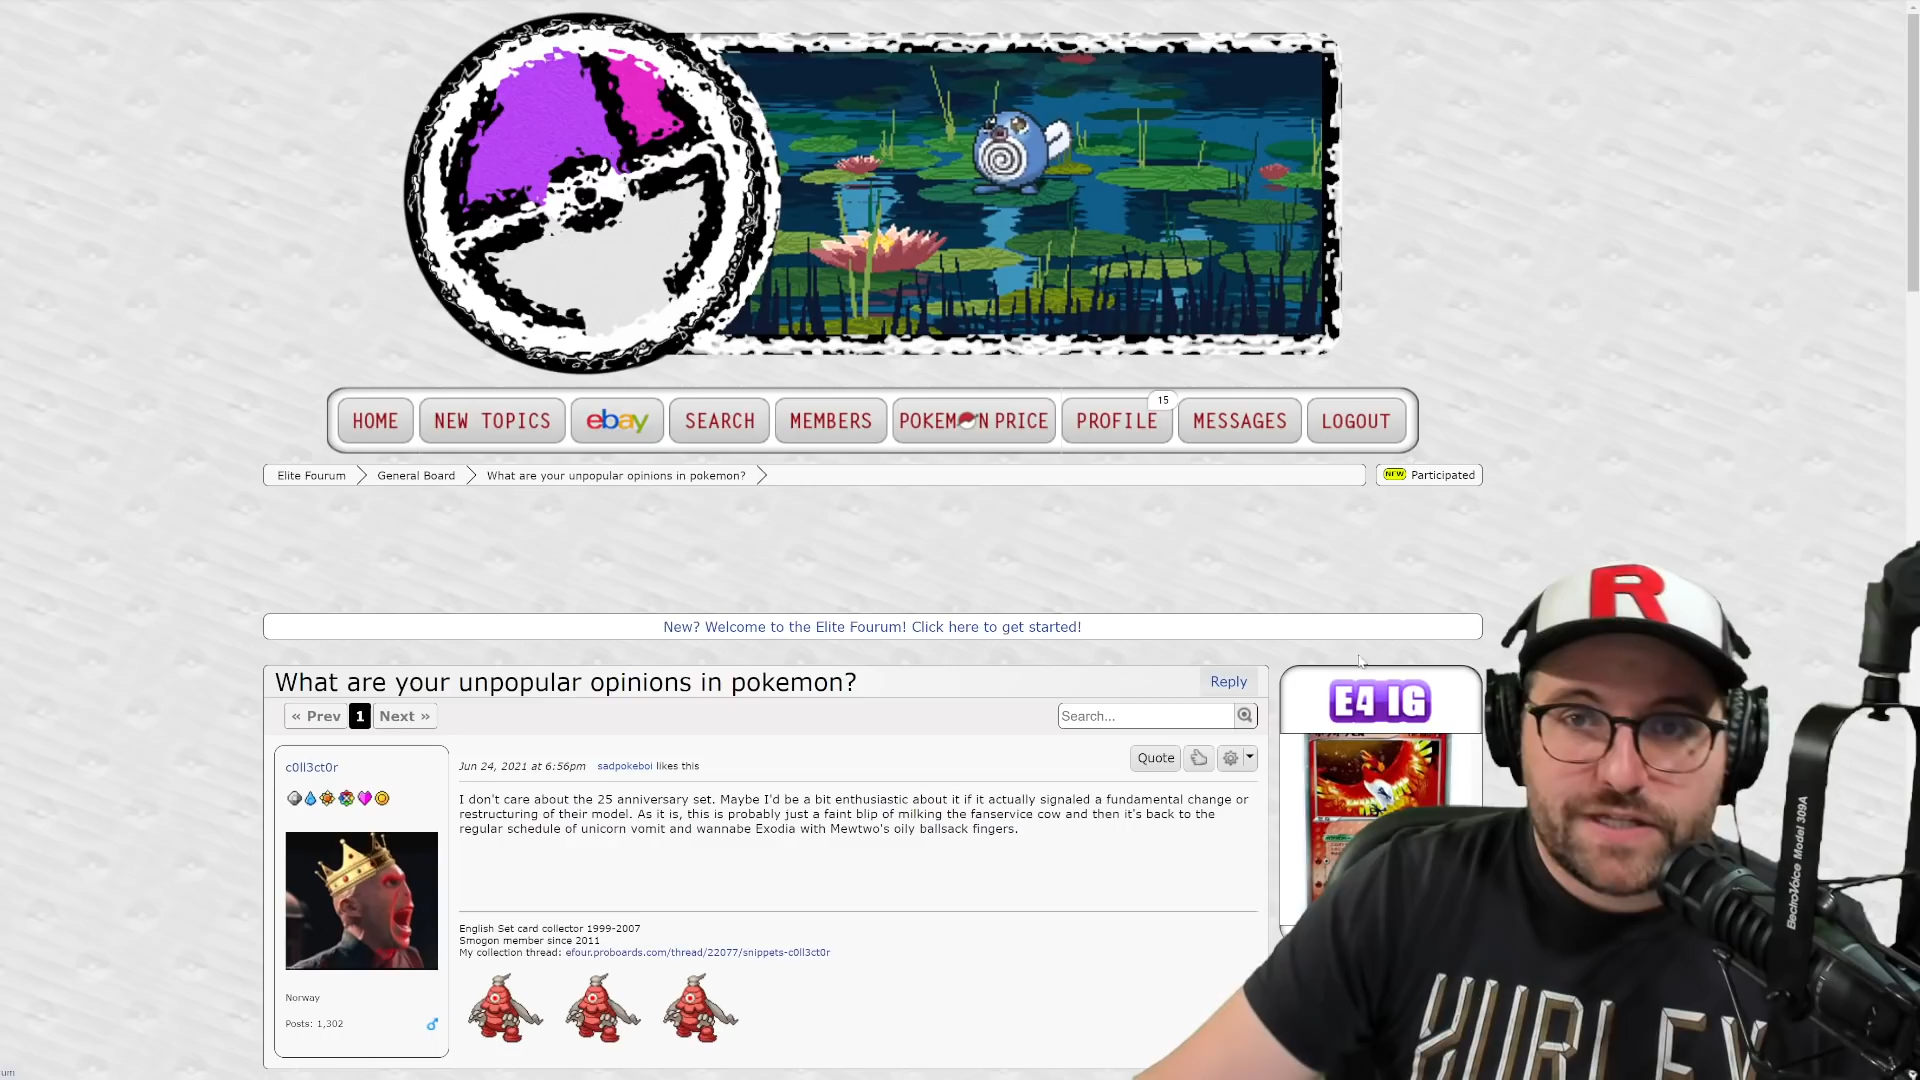 HOME
NEW TOPICS
ebay
SEARCH
MEMBERS
POKEMON PRICE
PROFILE
15
MESSAGES
LOGOUT
Elite Fourum
General Board
What are your unpopular opinions in pokemon?
NEW
Participated
New? Welcome to the Elite Fourum! Click here to get started!
What are your unpopular opinions in pokemon?
Reply
« Prev
1
Next »
Search...
E4 IG
c0ll3ct0r
Jun 24, 2021 at 6:56pm
sadpokeboi likes this
Quote
I don't care about the 25 anniversary set. Maybe I'd be a bit enthusiastic about it if it actually signaled a fundamental change or
restructuring of their model. As it is, this is probably just a faint blip of milking the fanservice cow and then it's back to the
regular schedule of unicorn vomit and wannabe Exodia with Mewtwo's oily ballsack fingers.
English Set card collector 1999-2007
Smogon member since 2011
My collection thread: efour.proboards.com/thread/22077/snippets-c0ll3ct0r
Norway
Posts: 1,302
um
R
ElectroVoice Model 309A
HURLEY